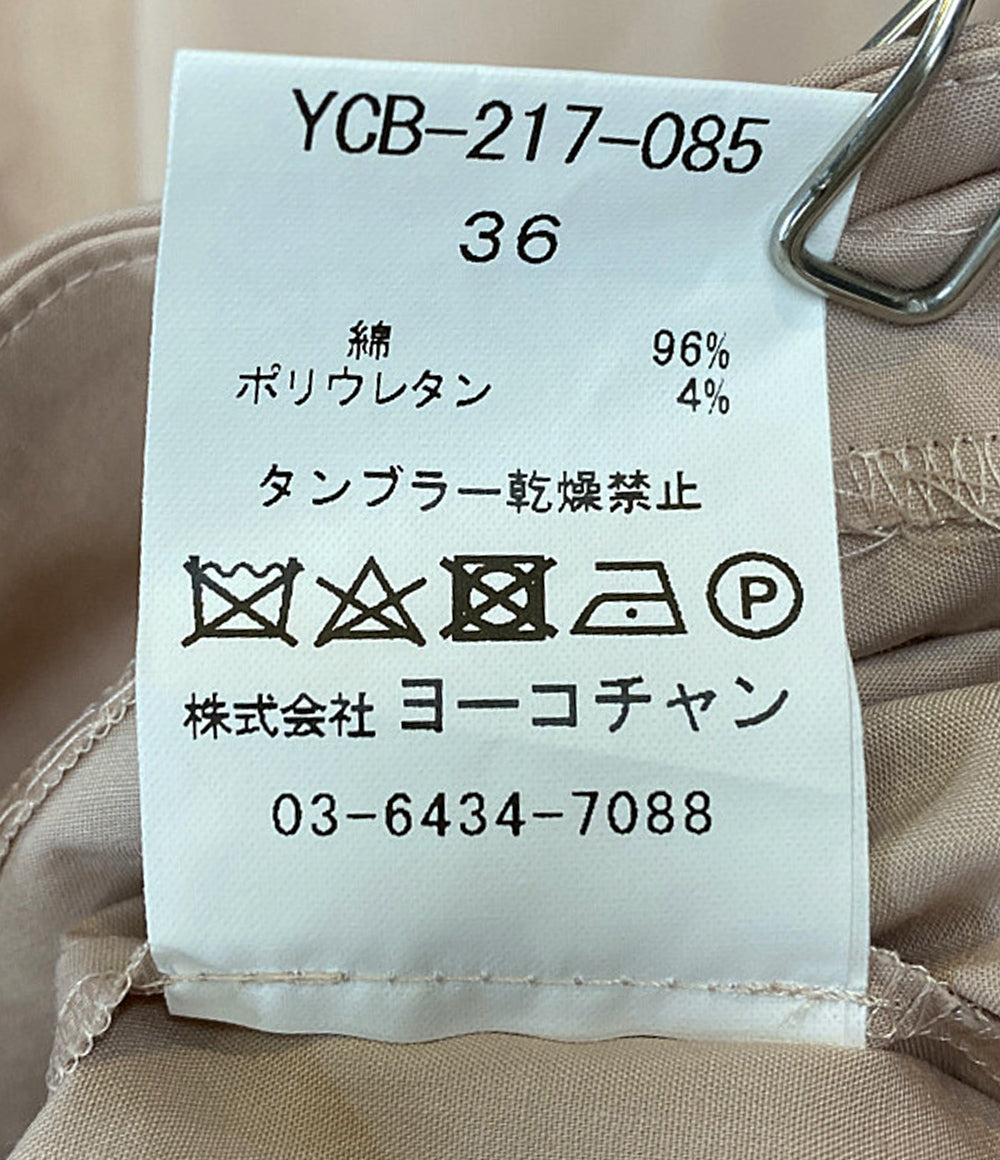 YCB-217-085
36
綿 96%
ポリウレタン 4%
タンブラー乾燥禁止
P
株式会社 ヨーコチャン
03-6434-7088